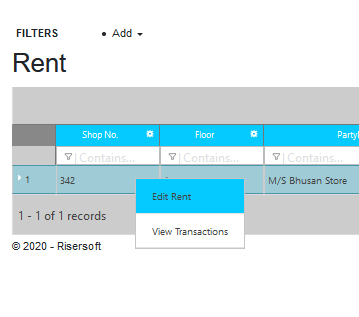 FILTERS • Add
Rent
Shop No. Floor
Contains... Contains... Contains...
1 342 M/S Bhusan Store
Edit Rent
1 - 1 of 1 records
View Transactions
© 2020 - Risersoft